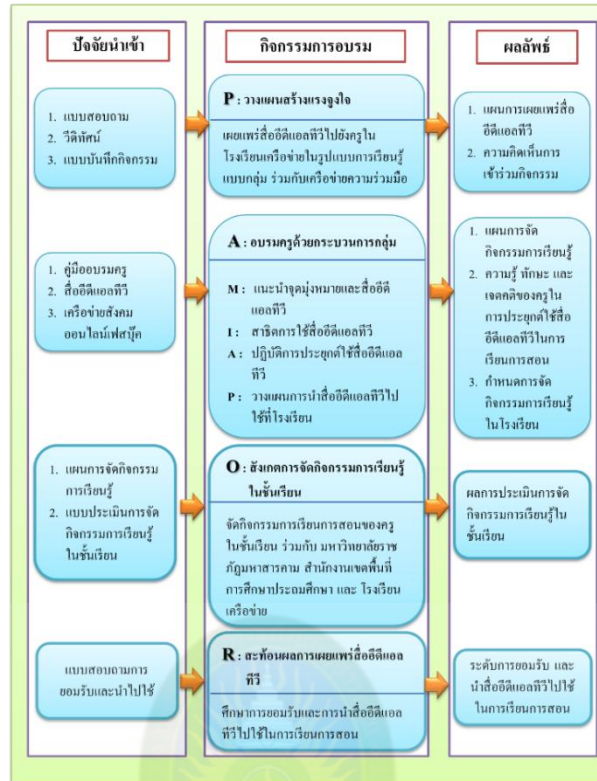 ปัจจัยนำเข้า
กิจกรรมการอบรม
ผลลัพธ์
1. แบบสอบถาม
2. วีดิทัศน์
3. แบบบันทึกกิจกรรม
P : วางแผนสร้างแรงจูงใจ
เผยแพร่สื่ออีดีแอลทีวีไปยังครูใน
โรงเรียนเครือข่ายในรูปแบบการเรียนรู้
แบบกลุ่ม ร่วมกับเครือข่ายความร่วมมือ
1. แผนการเผยแพร่สื่อ
อีดีแอลทีวี
2. ความคิดเห็นการ
เข้าร่วมกิจกรรม
1. คู่มืออบรมครู
2. สื่ออีดีแอลทีวี
3. เครือข่ายสังคม
ออนไลน์เฟสบุ๊ค
A : อบรมครูด้วยกระบวนการกลุ่ม
M : แนะนำจุดมุ่งหมายและสื่ออีดี
แอลทีวี
I : สาธิตการใช้สื่ออีดีแอลทีวี
A : ปฏิบัติการประยุกต์ใช้สื่ออีดีแอล
ทีวี
P : วางแผนการนำสื่ออีดีแอลทีวีไป
ใช้ที่โรงเรียน
1. แผนการจัด
กิจกรรมการเรียนรู้
2. ความรู้ ทักษะ และ
เจตคติของครูใน
การประยุกต์ใช้สื่อ
อีดีแอลทีวีในการ
เรียนการสอน
3. กำหนดการจัด
กิจกรรมการเรียนรู้
ในโรงเรียน
1. แผนการจัดกิจกรรม
การเรียนรู้
2. แบบประเมินการจัด
กิจกรรมการเรียนรู้
ในชั้นเรียน
O : สังเกตการจัดกิจกรรมการเรียนรู้
ในชั้นเรียน
จัดกิจกรรมการเรียนการสอนของครู
ในชั้นเรียน ร่วมกับ มหาวิทยาลัยราช
ภัฏมหาสารคาม สำนักงานเขตพื้นที่
การศึกษาประถมศึกษา และ โรงเรียน
เครือข่าย
ผลการประเมินการจัด
กิจกรรมการเรียนรู้ใน
ชั้นเรียน
แบบสอบถามการ
ยอมรับและนำไปใช้
R : สะท้อนผลการเผยแพร่สื่ออีดีแอล
ทีวี
ศึกษาการยอมรับและการนำสื่ออีดีแอล
ทีวีไปใช้ในการเรียนการสอน
ระดับการยอมรับ และ
นำสื่ออีดีแอลทีวีไปใช้
ในการเรียนการสอน